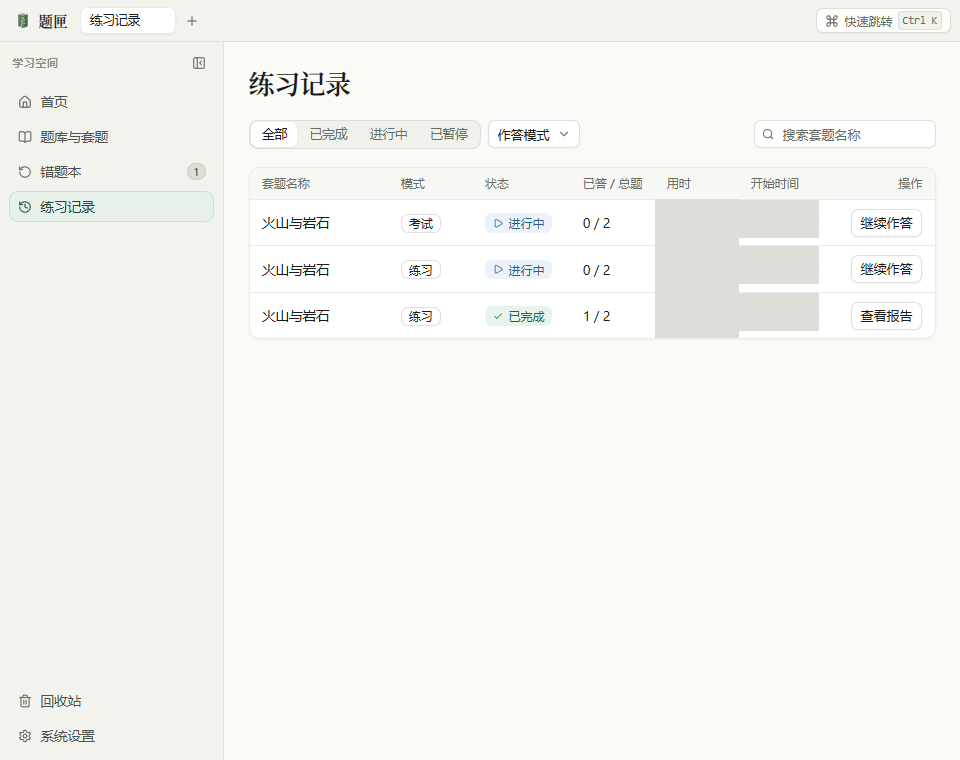 题匣 练习记录 快速跳转 Ctrl K
学习空间
首页
题库与套题
错题本 1
练习记录
回收站
系统设置
练习记录
全部 已完成 进行中 已暂停 作答模式 搜索套题名称
套题名称 模式 状态 已答 / 总题 用时 开始时间 操作
火山与岩石 考试 进行中 0 / 2 继续作答
火山与岩石 练习 进行中 0 / 2 继续作答
火山与岩石 练习 已完成 1 / 2 查看报告